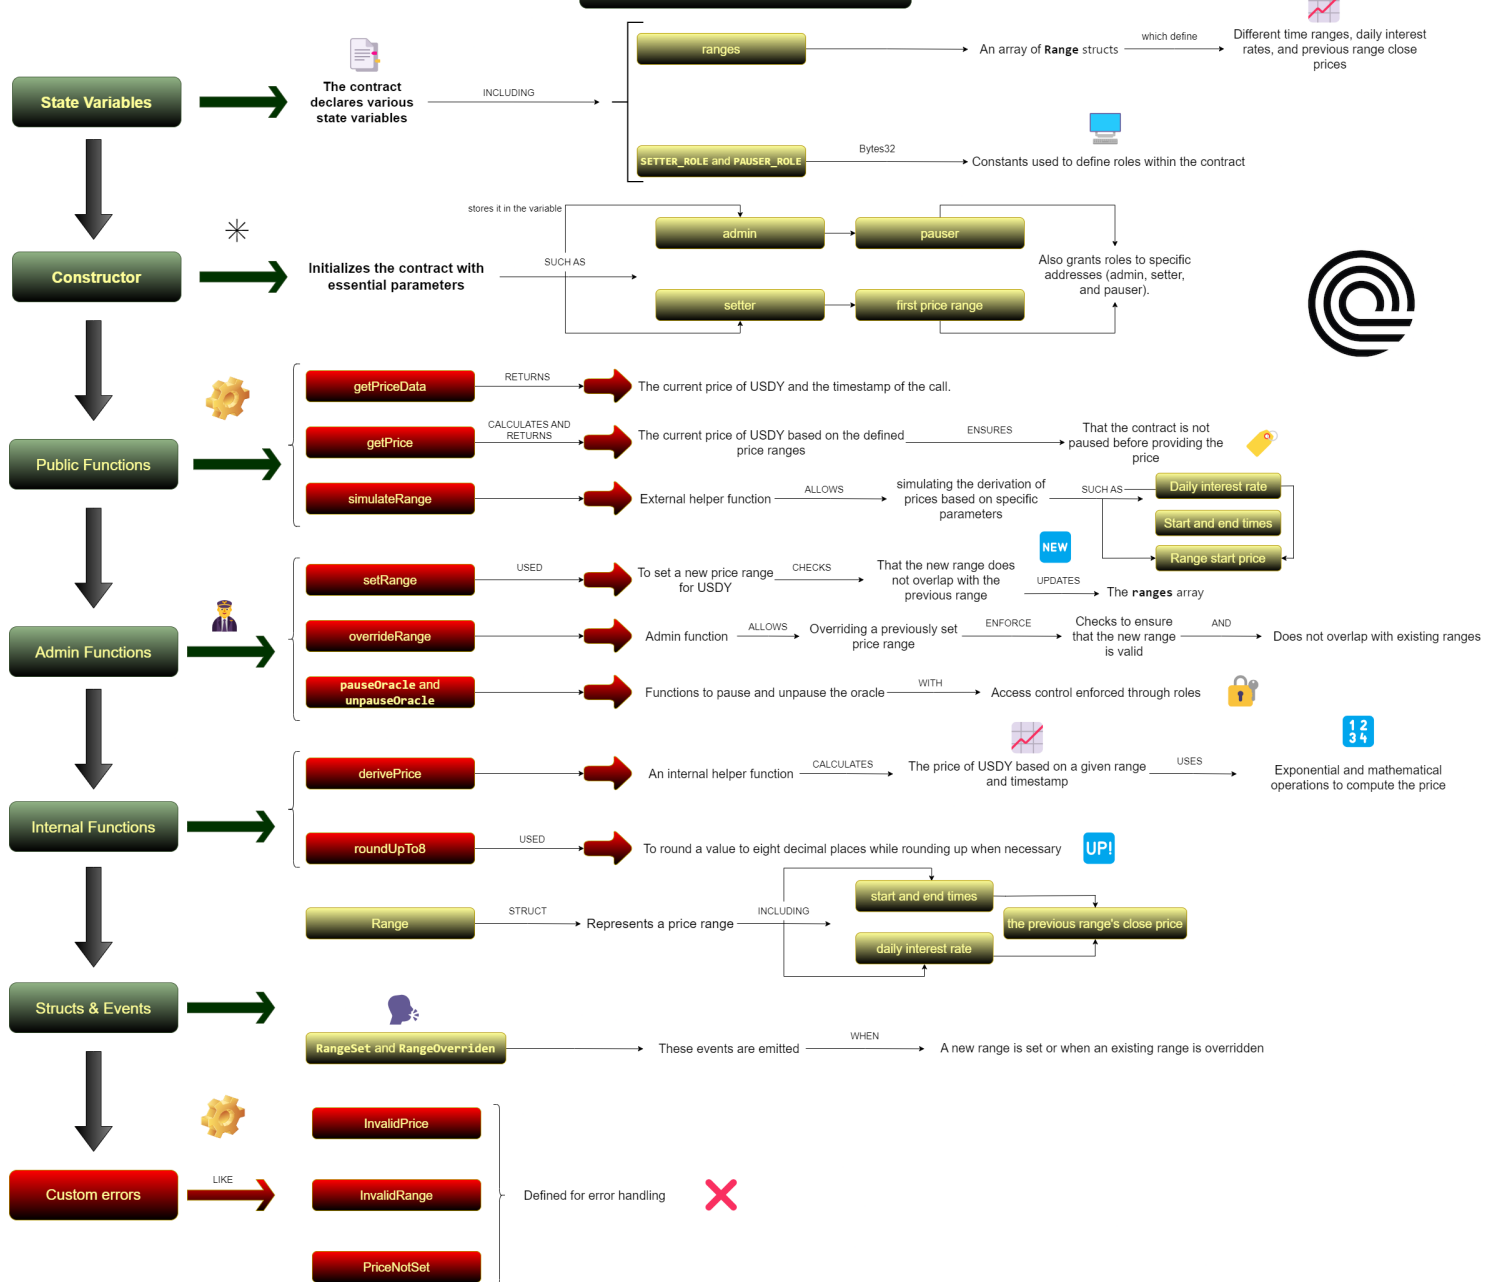 ranges
An array of Range structs
which define
Different time ranges, daily interest
rates, and previous range close
prices
State Variables
The contract
declares various
state variables
INCLUDING
SETTER_ROLE and PAUSER_ROLE
Bytes32
Constants used to define roles within the contract
Constructor
Initializes the contract with
essential parameters
SUCH AS
stores it in the variable
admin
pauser
setter
first price range
Also grants roles to specific
addresses (admin, setter,
and pauser).
Public Functions
getPriceData
RETURNS
The current price of USDY and the timestamp of the call.
getPrice
CALCULATES AND
RETURNS
The current price of USDY based on the defined
price ranges
ENSURES
That the contract is not
paused before providing the
price
simulateRange
External helper function
ALLOWS
simulating the derivation of
prices based on specific
parameters
SUCH AS
Daily interest rate
Start and end times
Range start price
Admin Functions
setRange
USED
To set a new price range
for USDY
CHECKS
That the new range does
not overlap with the
previous range
NEW
UPDATES
The ranges array
overrideRange
Admin function
ALLOWS
Overriding a previously set
price range
ENFORCE
Checks to ensure
that the new range
is valid
AND
Does not overlap with existing ranges
pauseOracle and
unpauseOracle
Functions to pause and unpause the oracle
WITH
Access control enforced through roles
Internal Functions
derivePrice
An internal helper function
CALCULATES
The price of USDY based on a given range
and timestamp
USES
1 2
3 4
Exponential and mathematical
operations to compute the price
roundUpTo8
USED
To round a value to eight decimal places while rounding up when necessary
UP!
Structs & Events
Range
STRUCT
Represents a price range
INCLUDING
start and end times
daily interest rate
the previous range's close price
RangeSet and RangeOverriden
These events are emitted
WHEN
A new range is set or when an existing range is overridden
Custom errors
LIKE
InvalidPrice
InvalidRange
PriceNotSet
Defined for error handling